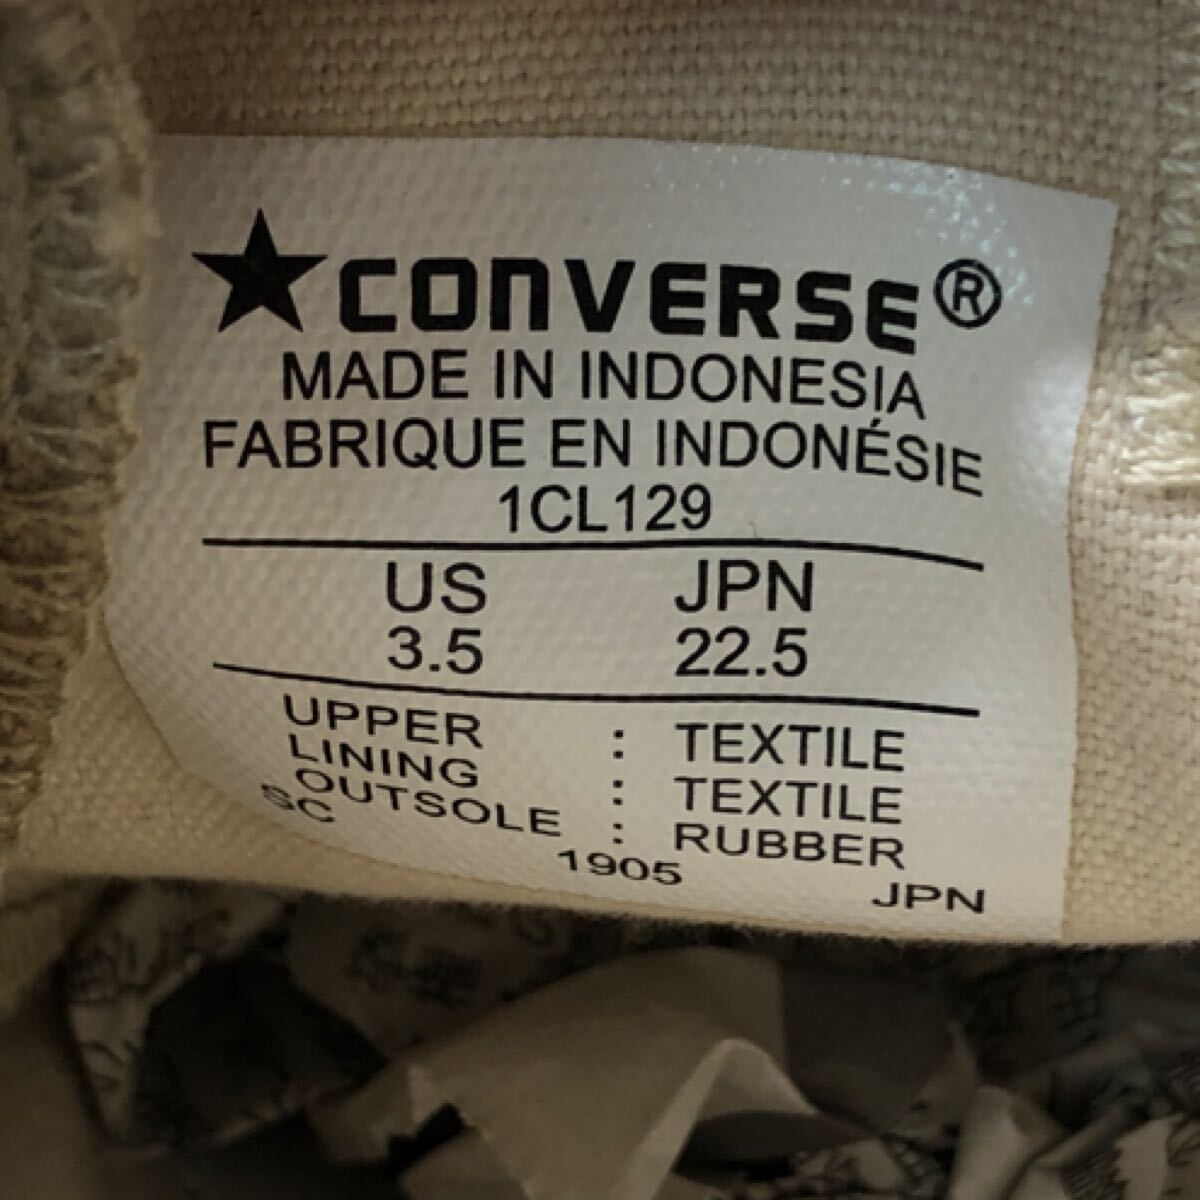 ★CONVERSE®
MADE IN INDONESIA
FABRIQUE EN INDONÉSIE
1CL129
US JPN
3.5 22.5
UPPER : TEXTILE
LINING : TEXTILE
OUTSOLE : RUBBER
SC 1905 JPN